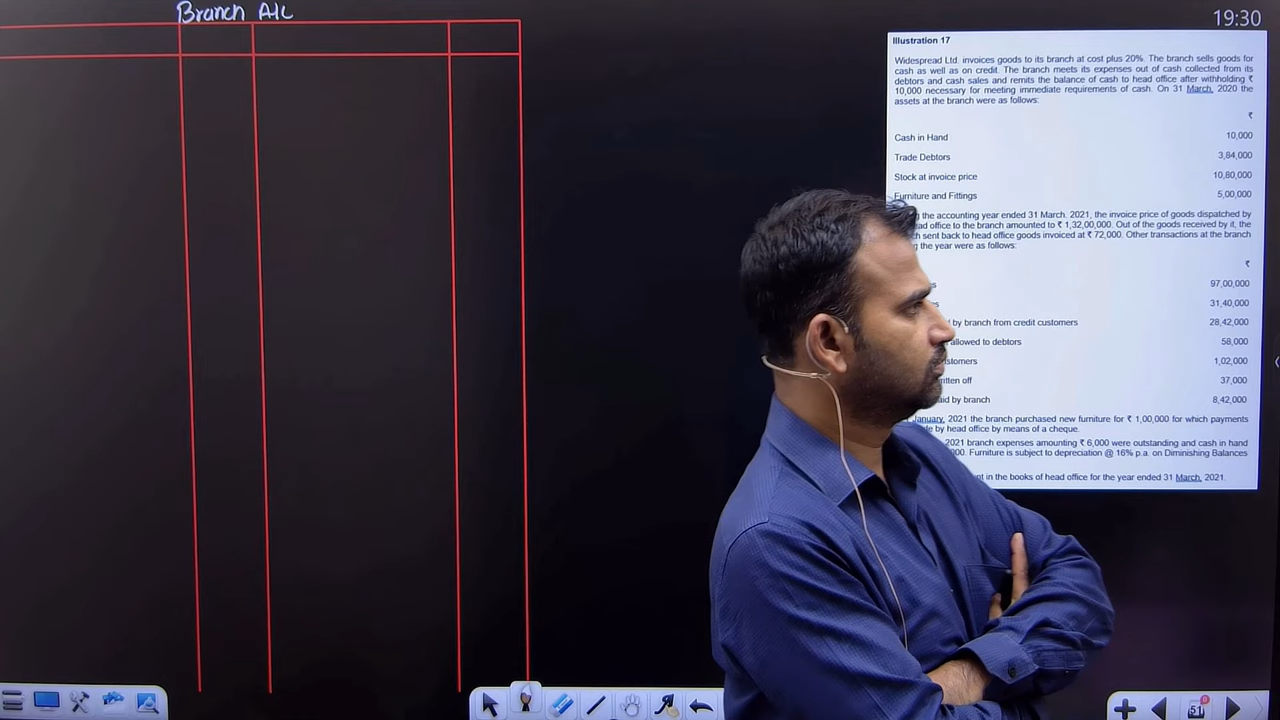 Branch A/c
19:30
Illustration 17
Widespread Ltd. invoices goods to its branch at cost plus 20%. The branch sells goods for
cash as well as on credit. The branch meets its expenses out of cash collected from its
debtors and cash sales and remits the balance of cash to head office after withholding ₹
10,000 necessary for meeting immediate requirements of cash. On 31 March, 2020 the
assets at the branch were as follows:
₹
Cash in Hand 10,000
Trade Debtors 3,84,000
Stock at invoice price 10,80,000
Furniture and Fittings 5,00,000
the accounting year ended 31 March. 2021, the invoice price of goods dispatched by
office to the branch amounted to ₹ 1,32,00,000. Out of the goods received by it, the
sent back to head office goods invoiced at ₹ 72,000. Other transactions at the branch
the year were as follows:
₹
97,00,000
31,40,000
by branch from credit customers 28,42,000
allowed to debtors 58,000
1,02,000
off 37,000
by branch 8,42,000
January, 2021 the branch purchased new furniture for ₹ 1,00,000 for which payments
by head office by means of a cheque.
2021 branch expenses amounting ₹ 6,000 were outstanding and cash in hand
Furniture is subject to depreciation @ 16% p.a. on Diminishing Balances
in the books of head office for the year ended 31 March, 2021.
51